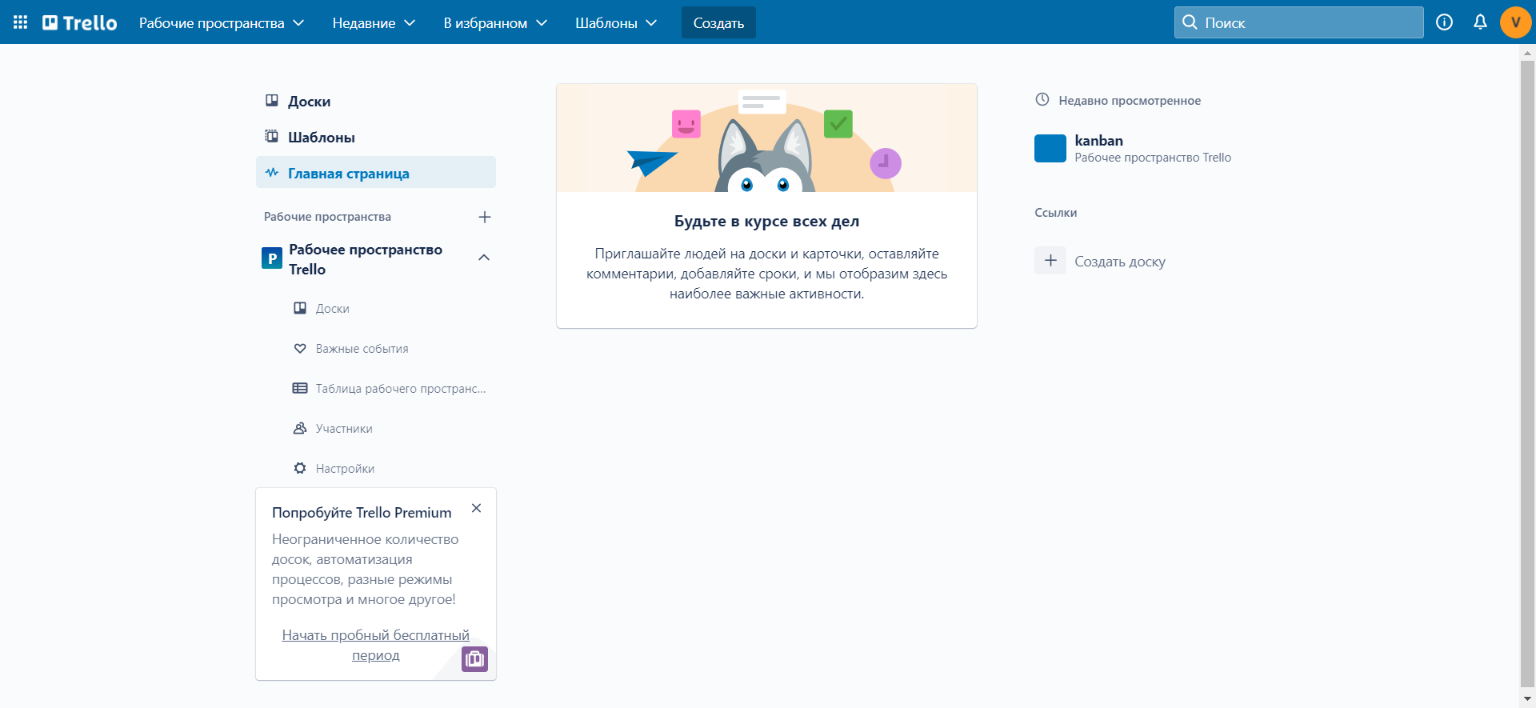 Trello Рабочие пространства Недавние В избранном Шаблоны Создать Поиск V
Доски
Шаблоны
Главная страница
Рабочие пространства
P Рабочее пространство
Trello
Доски
Важные события
Таблица рабочего пространс...
Участники
Настройки
Попробуйте Trello Premium
Неограниченное количество
досок, автоматизация
процессов, разные режимы
просмотра и многое другое!
Начать пробный бесплатный
период
Будьте в курсе всех дел
Приглашайте людей на доски и карточки, оставляйте
комментарии, добавляйте сроки, и мы отобразим здесь
наиболее важные активности.
Недавно просмотренное
kanban
Рабочее пространство Trello
Ссылки
Создать доску